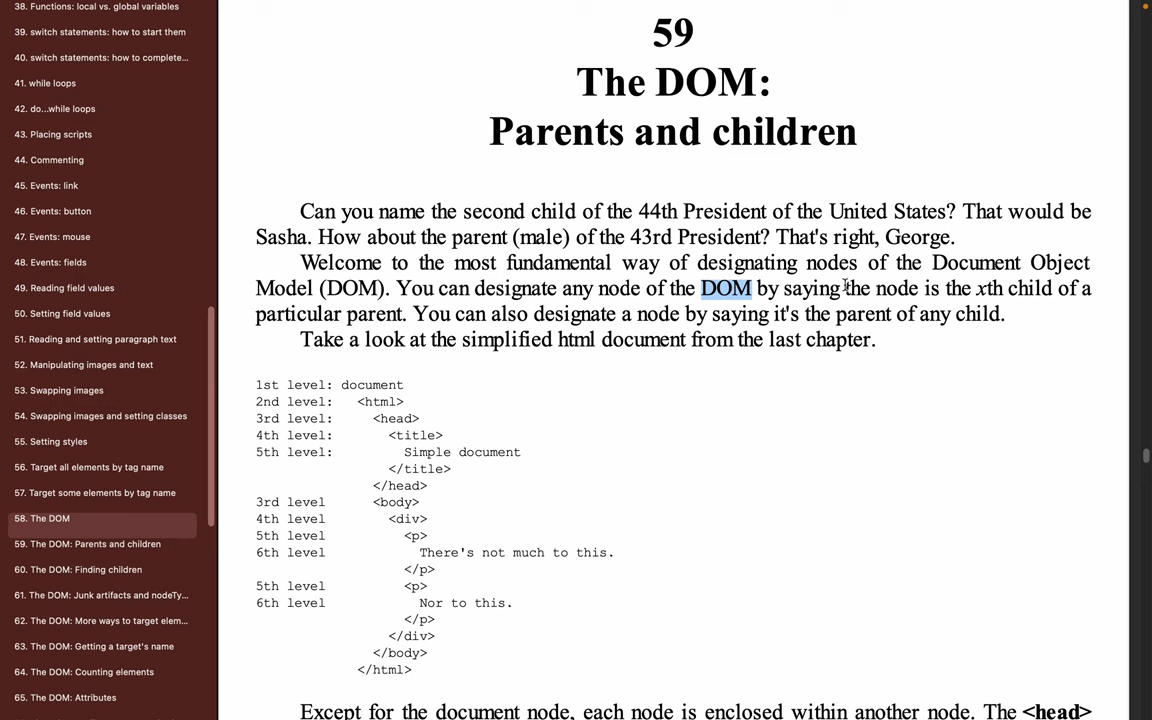 38. Functions: local vs. global variables
39. switch statements: how to start them
40. switch statements: how to complete...
41. while loops
42. do...while loops
43. Placing scripts
44. Commenting
45. Events: link
46. Events: button
47. Events: mouse
48. Events: fields
49. Reading field values
50. Setting field values
51. Reading and setting paragraph text
52. Manipulating images and text
53. Swapping images
54. Swapping images and setting classes
55. Setting styles
56. Target all elements by tag name
57. Target some elements by tag name
58. The DOM
59. The DOM: Parents and children
60. The DOM: Finding children
61. The DOM: Junk artifacts and nodeTy...
62. The DOM: More ways to target elem...
63. The DOM: Getting a target's name
64. The DOM: Counting elements
65. The DOM: Attributes
59
The DOM:
Parents and children
Can you name the second child of the 44th President of the United States? That would be
Sasha. How about the parent (male) of the 43rd President? That's right, George.
Welcome to the most fundamental way of designating nodes of the Document Object
Model (DOM). You can designate any node of the DOM by saying the node is the xth child of a
particular parent. You can also designate a node by saying it's the parent of any child.
Take a look at the simplified html document from the last chapter.
1st level: document
2nd level:   <html>
3rd level:     <head>
4th level:       <title>
5th level:         Simple document
</title>
</head>
3rd level      <body>
4th level        <div>
5th level          <p>
6th level            There's not much to this.
</p>
5th level          <p>
6th level            Nor to this.
</p>
</div>
</body>
</html>
Except for the document node, each node is enclosed within another node. The <head>